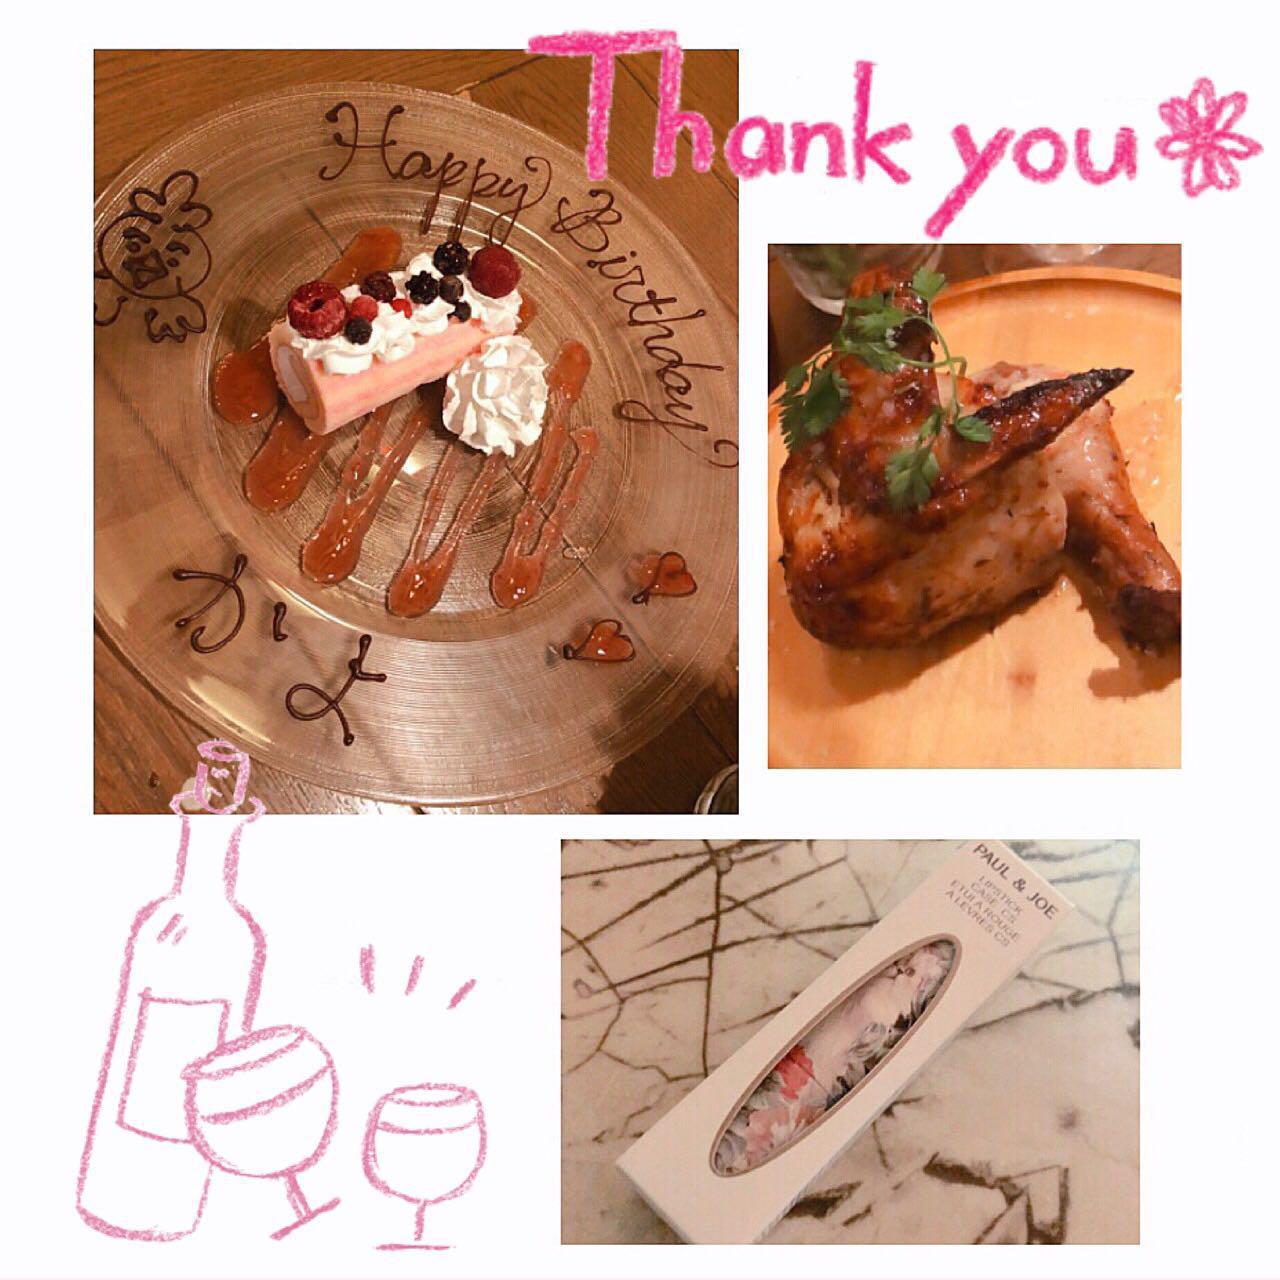 Thank you
Happy Birthday
PAUL & JOE
LIPSTICK
CASE CS
ETUI A ROUGE
A LEVRES CS